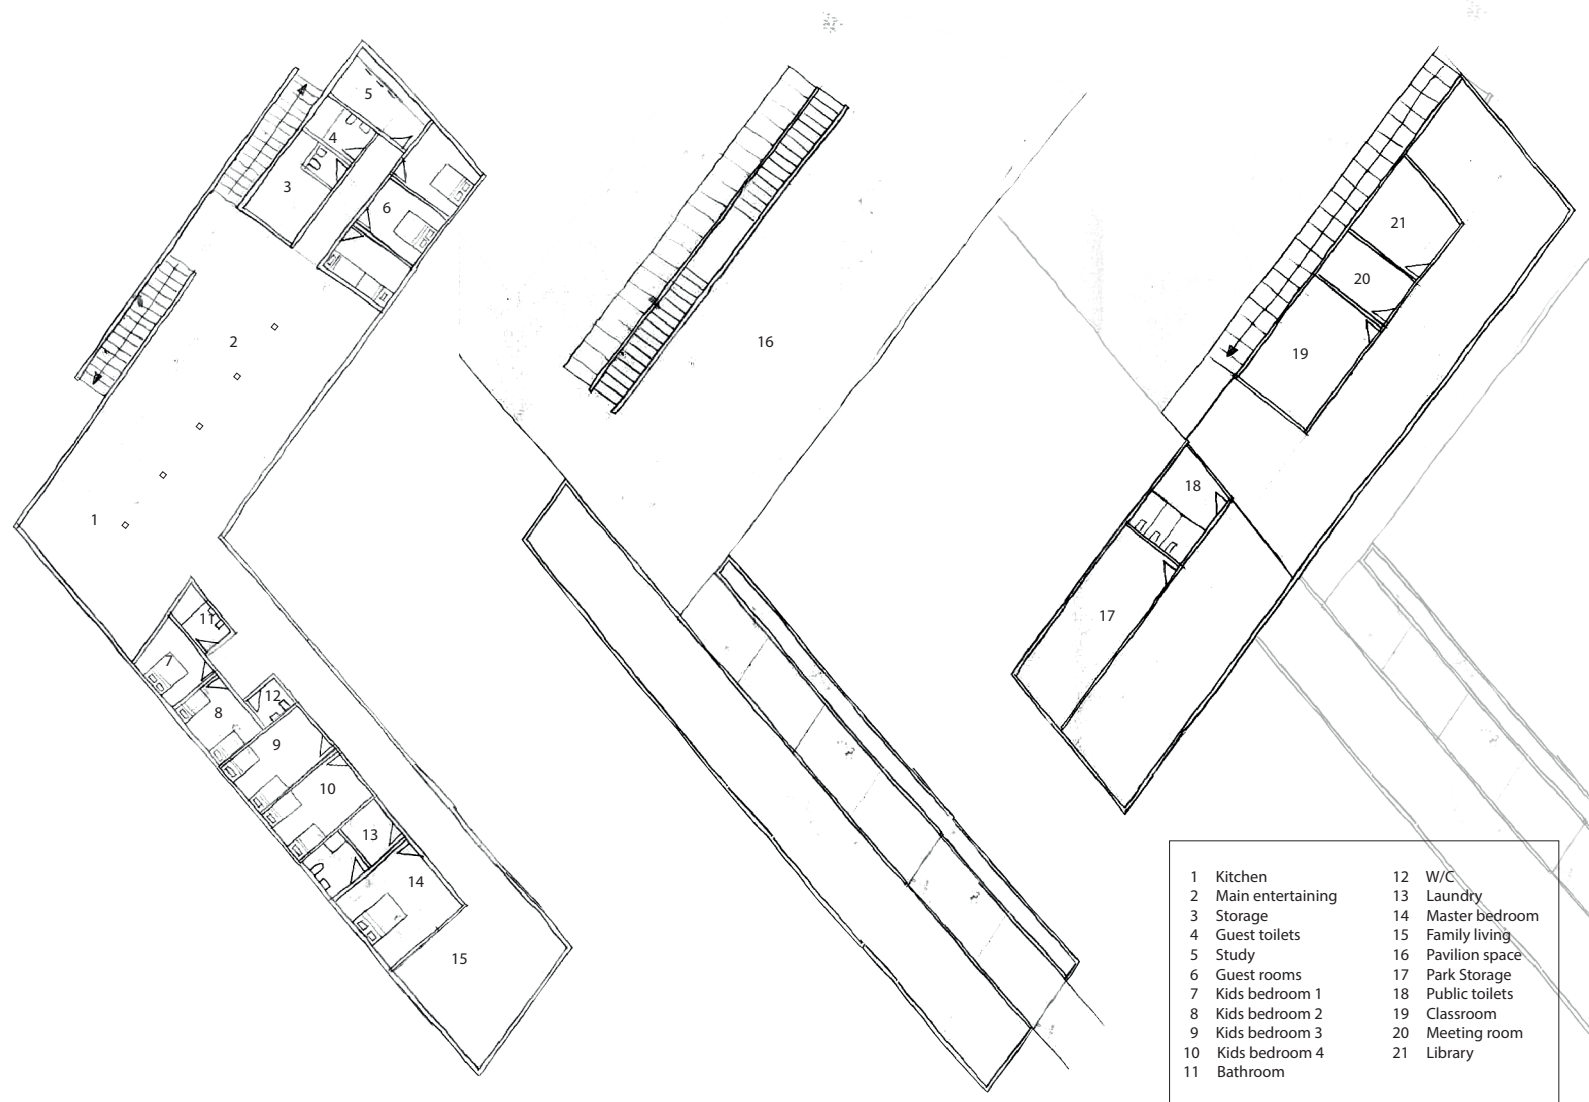 5
4
3
6
2
1
11
7
12
8
9
10
13
14
15
16
21
20
19
18
17
1 Kitchen
2 Main entertaining
3 Storage
4 Guest toilets
5 Study
6 Guest rooms
7 Kids bedroom 1
8 Kids bedroom 2
9 Kids bedroom 3
10 Kids bedroom 4
11 Bathroom
12 W/C
13 Laundry
14 Master bedroom
15 Family living
16 Pavilion space
17 Park Storage
18 Public toilets
19 Classroom
20 Meeting room
21 Library